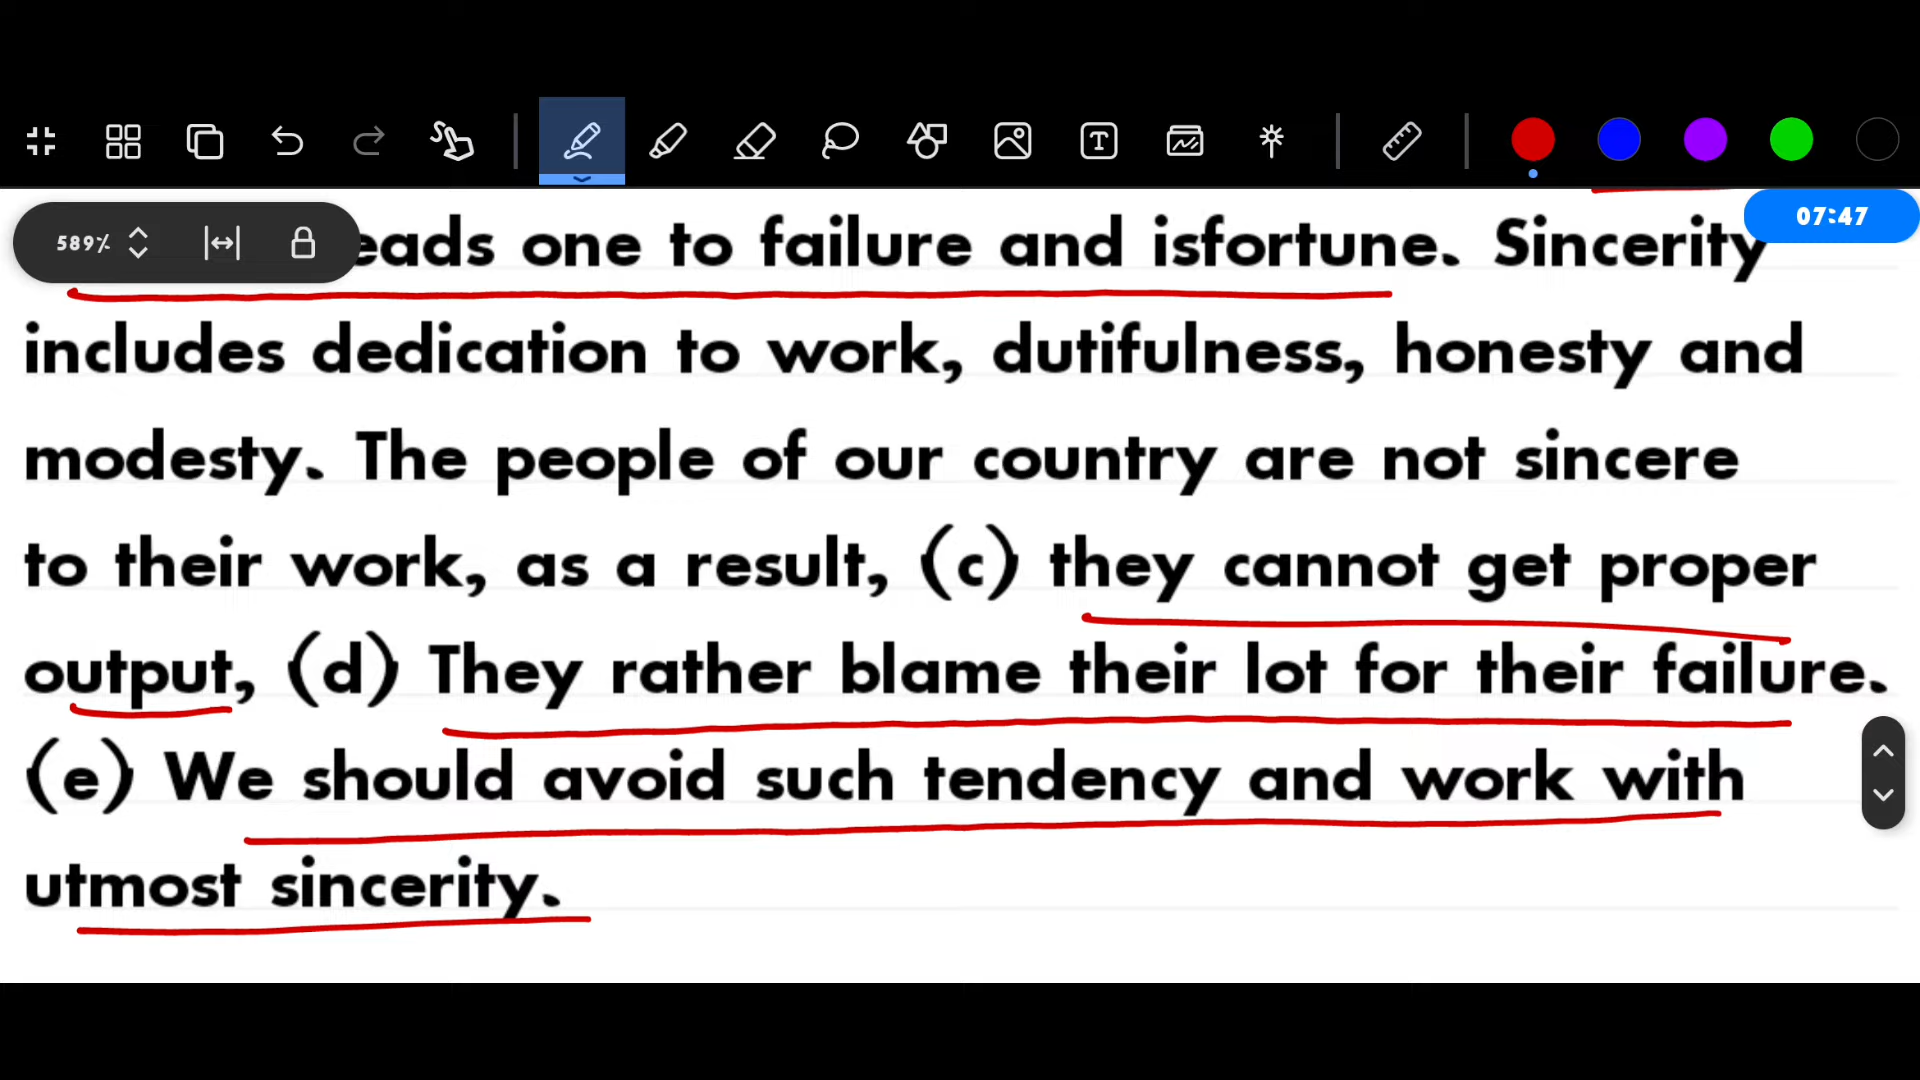 589% 07:47
eads one to failure and isfortune. Sincerity
includes dedication to work, dutifulness, honesty and
modesty. The people of our country are not sincere
to their work, as a result, (c) they cannot get proper
output, (d) They rather blame their lot for their failure.
(e) We should avoid such tendency and work with
utmost sincerity.